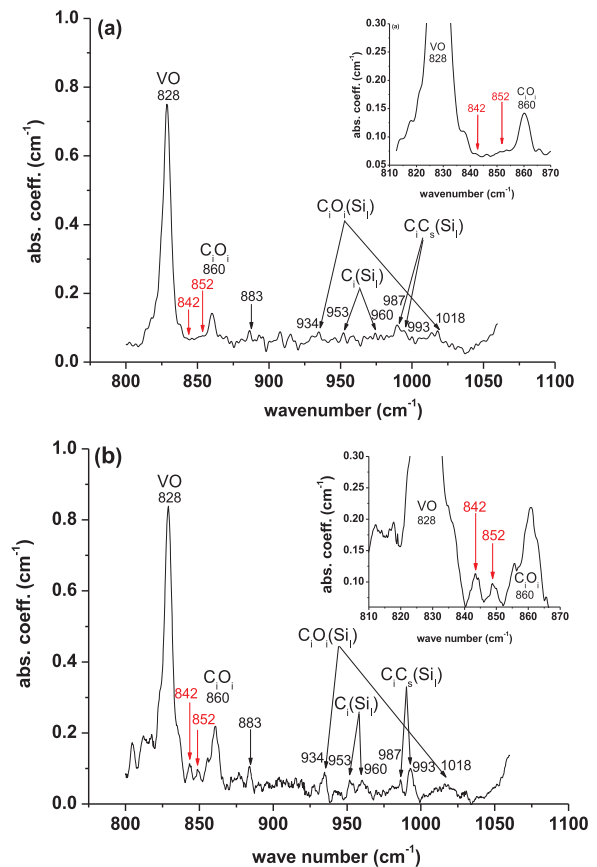 (a)
1.0
0.8
0.6
0.4
0.2
0.0
800 850 900 950 1000 1050 1100
wavenumber (cm-1)
abs. coeff. (cm-1)
VO
828
CiOi
860
842
852
883
934
953
960
987
993
1018
CiOi(SiI)
Ci(SiI)
CiCs(SiI)
(a)
0.30
0.25
0.20
0.15
0.10
0.05
810 820 830 840 850 860 870
wavenumber (cm-1)
abs. coeff. (cm-1)
VO
828
842
852
CiOi
860
(b)
1.0
0.8
0.6
0.4
0.2
0.0
800 850 900 950 1000 1050 1100
wave number (cm-1)
abs. coeff. (cm-1)
VO
828
CiOi
860
842
852
883
934
953
960
987
993
1018
CiOi(SiI)
Ci(SiI)
CiCs(SiI)
0.30
0.25
0.20
0.15
0.10
810 820 830 840 850 860 870
wave number (cm-1)
abs. coeff. (cm-1)
VO
828
842
852
CiOi
860